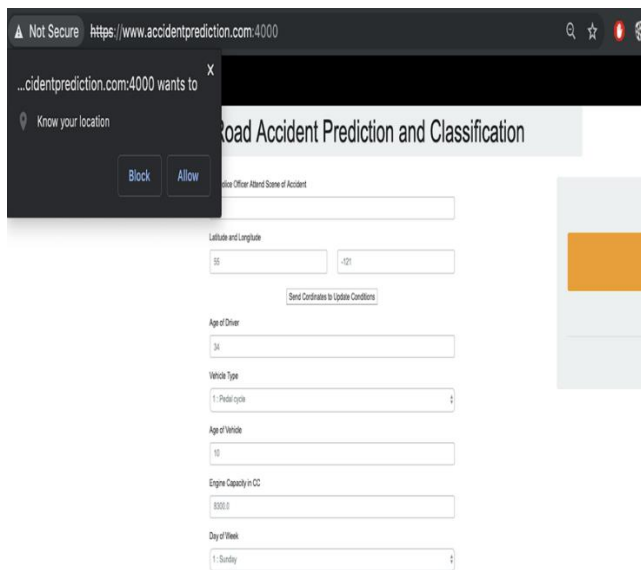 Not Secure https://www.accidentprediction.com:4000
...cidentprediction.com:4000 wants to
X
Know your location
Block Allow
Road Accident Prediction and Classification
Police Officer Attend Scene of Accident
Latitude and Longitude
55 -121
Send Cordinates to Update Conditions
Age of Driver
34
Vehicle Type
1 : Pedal cycle
Age of Vehicle
10
Engine Capacity in CC
8300.0
Day of Week
1 : Sunday